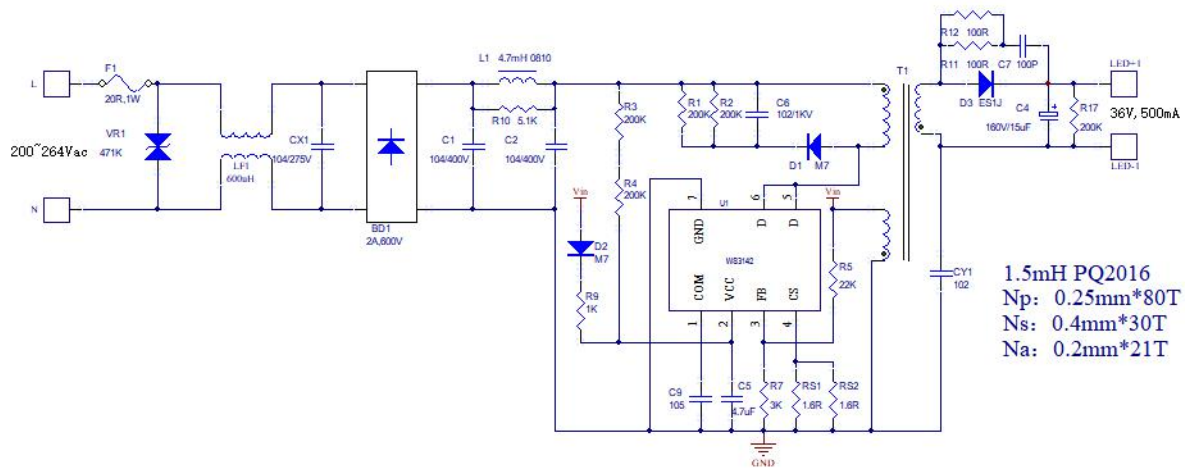 L
F1
20R,1W
VR1
471K
200~264Vac
N
LF1
600uH
CX1
104/275V
BD1
2A,600V
L1 4.7mH 0810
R10 5.1K
C1
104/400V
C2
104/400V
R3
200K
R4
200K
R1
200K
R2
200K
C6
102/1KV
D1 M7
Vin
D2
M7
R9
1K
U1
7
6
5
GND
D
D
WS3142
COM
VCC
FB
CS
1
2
3
4
Vin
R5
22K
C9
105
C5
4.7uF
R7
3K
RS1
1.6R
RS2
1.6R
GND
T1
R12 100R
R11 100R
C7 100P
D3 ES1J
C4
+
160V/15uF
R17
200K
LED+1
36V,500mA
LED-1
CY1
102
1.5mH PQ2016
Np: 0.25mm*80T
Ns: 0.4mm*30T
Na: 0.2mm*21T